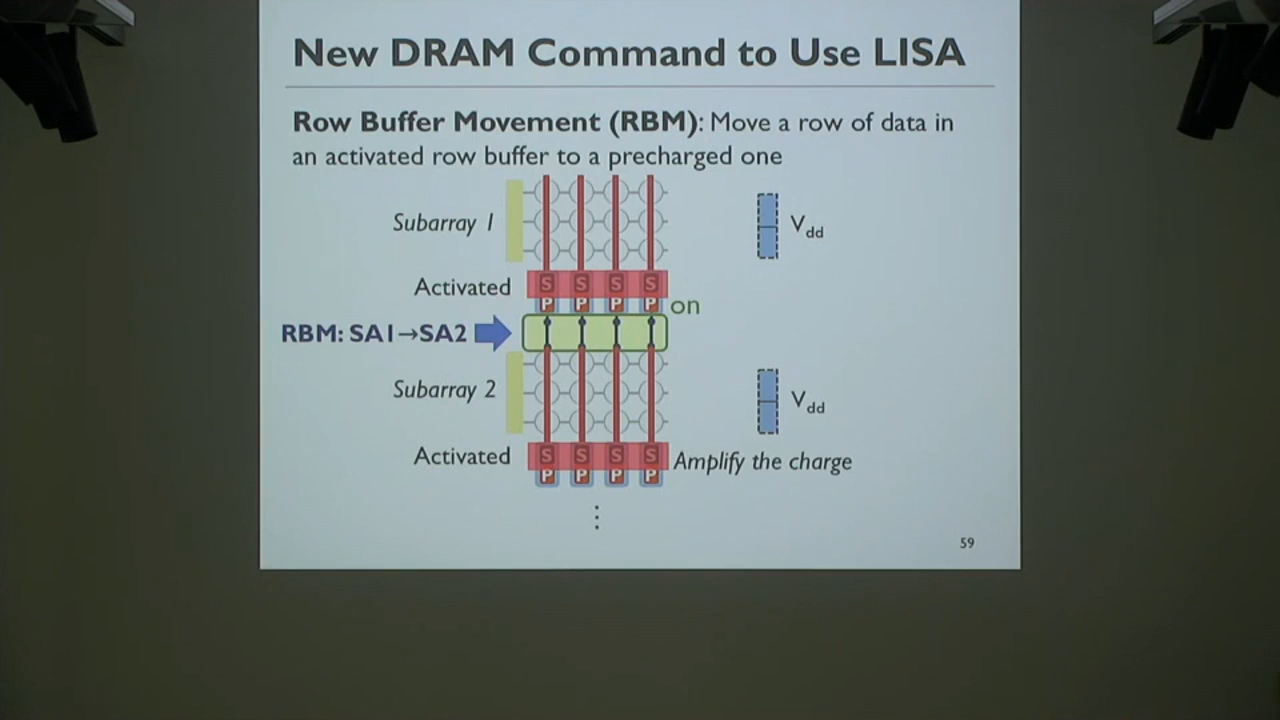 New DRAM Command to Use LISA
Row Buffer Movement (RBM): Move a row of data in
an activated row buffer to a precharged one
Subarray 1
Vdd
Activated
S S S S
P P P P
on
RBM: SA1→SA2
Subarray 2
Vdd
Activated
S S S S
Amplify the charge
P P P P
⋮
59